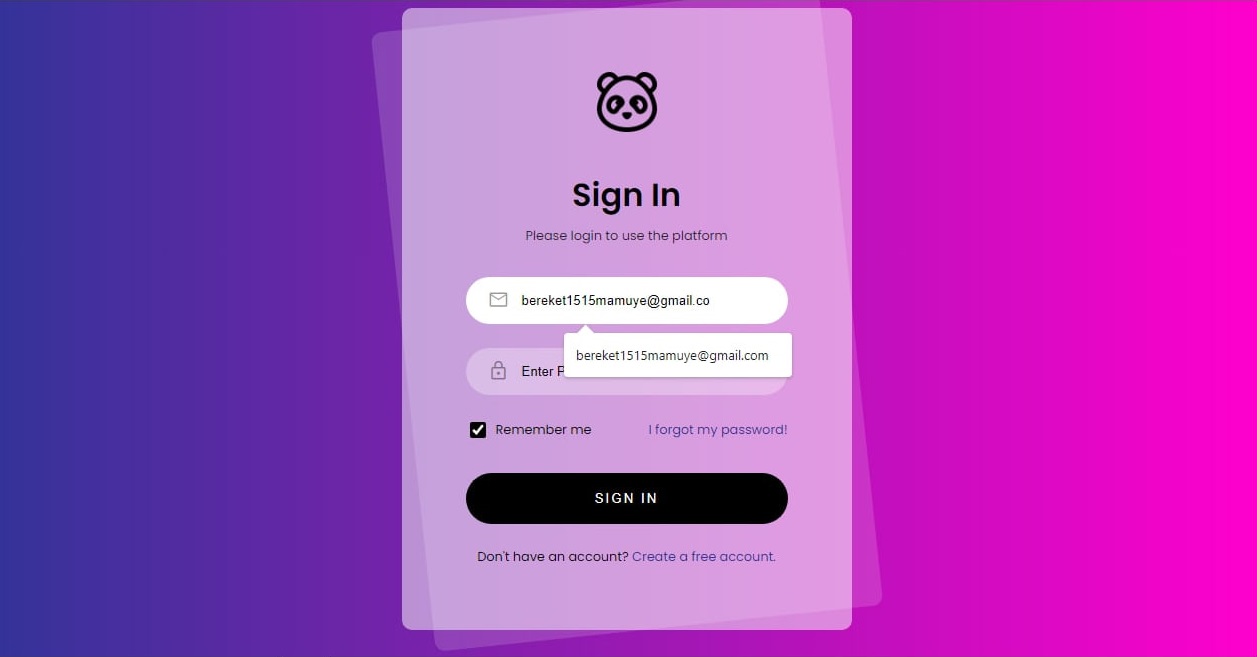 Sign In
Please login to use the platform
bereket1515mamuye@gmail.co
bereket1515mamuye@gmail.com
Enter P
Remember me
I forgot my password!
SIGN IN
Don't have an account? Create a free account.